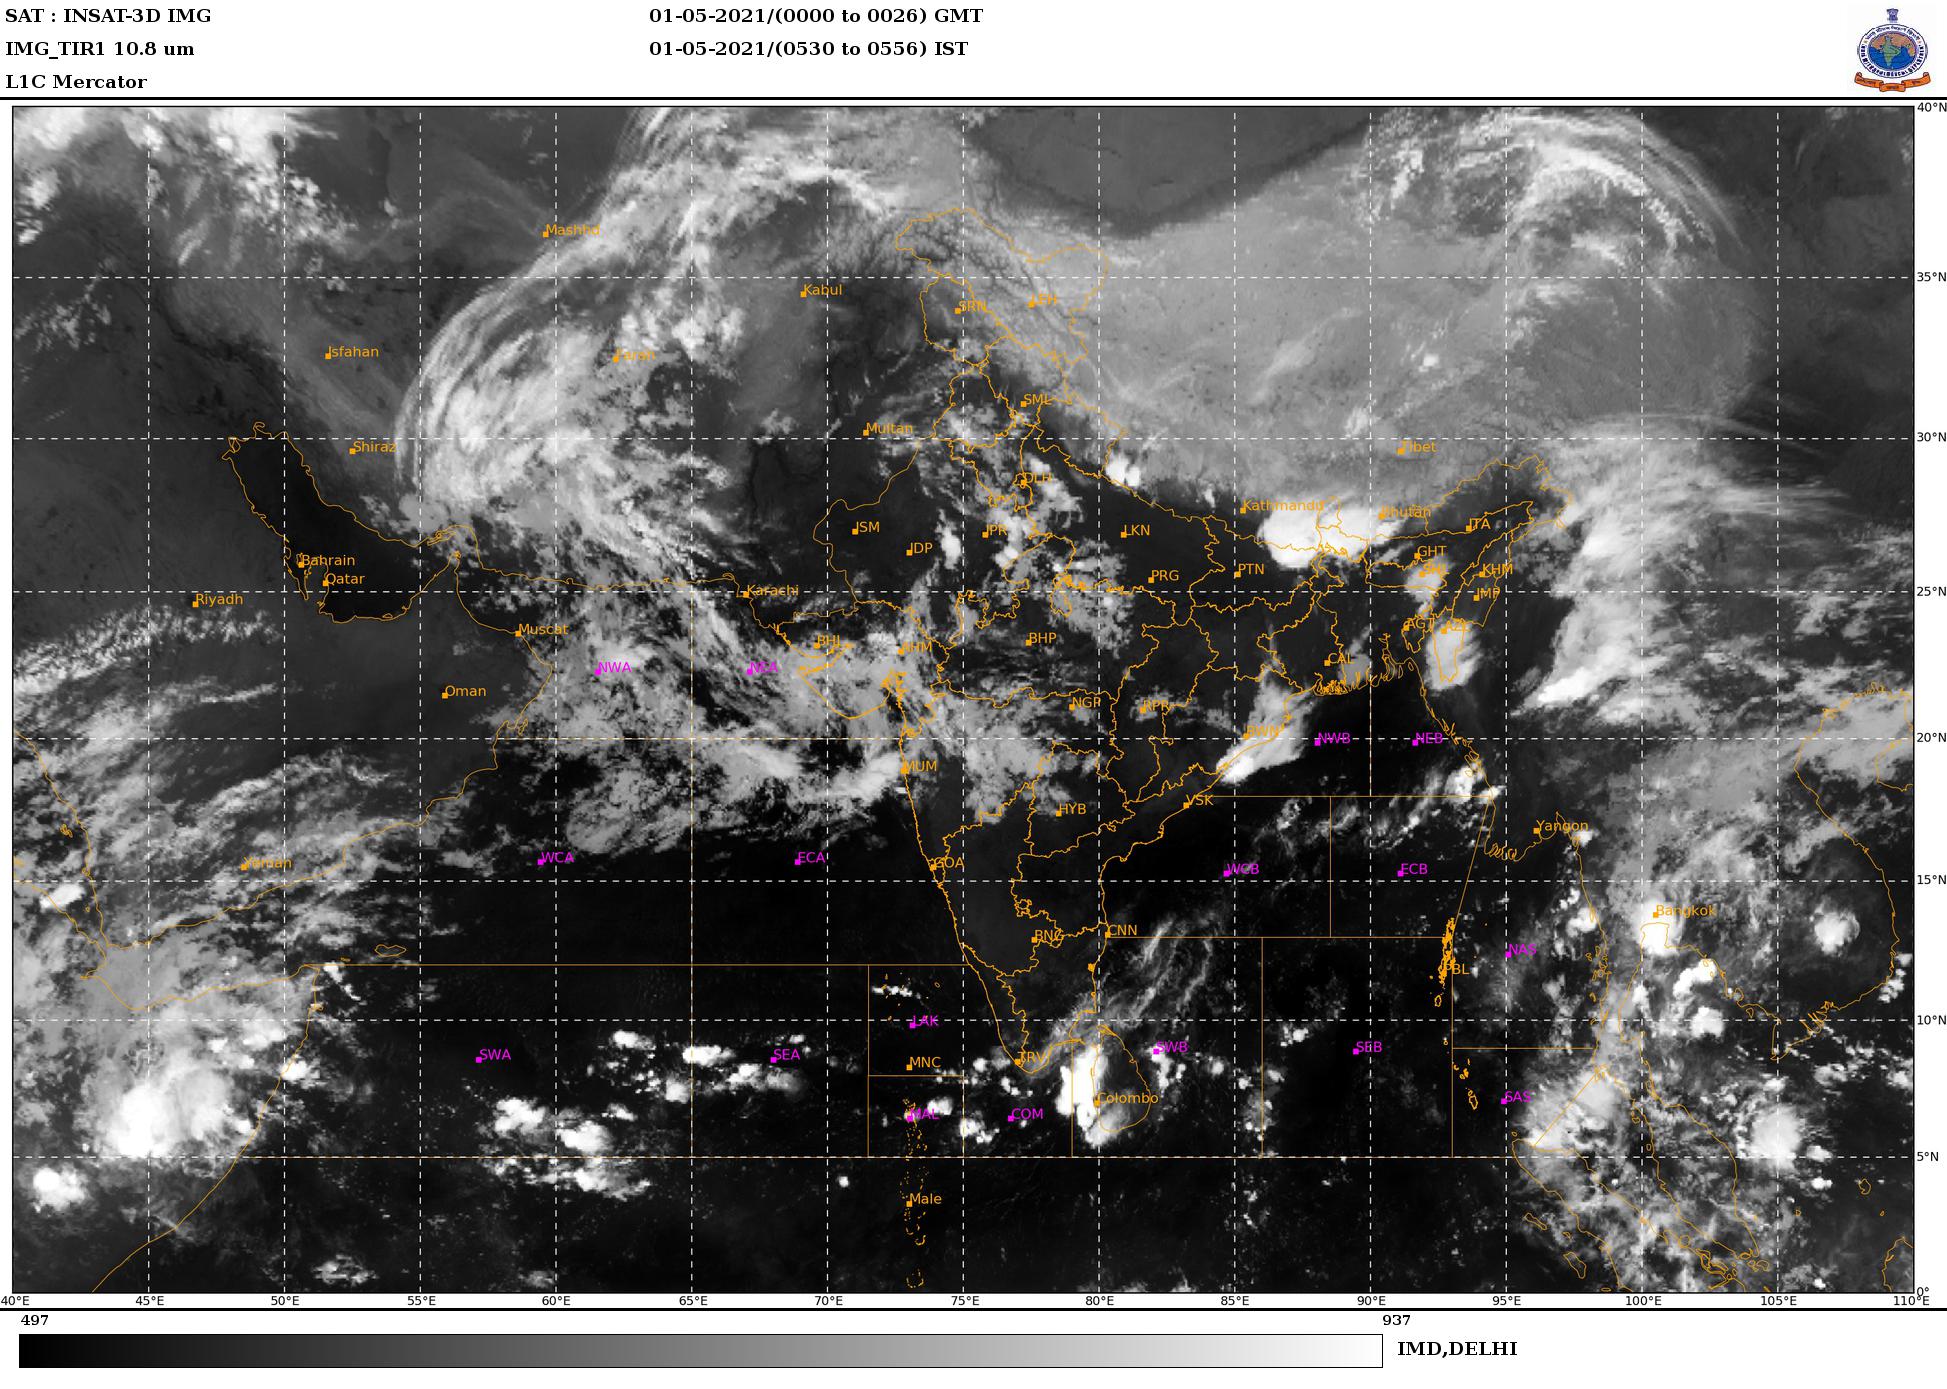 SAT : INSAT-3D IMG
01-05-2021/(0000 to 0026) GMT
IMG_TIR1 10.8 um
01-05-2021/(0530 to 0556) IST
L1C Mercator
40°N
Mashhd
35°N
Kabul
SRN
LEH
Isfahan
Farah
SML
Multan
30°N
Shiraz
Tibet
DLH
Kathmandu
Bhutan
JSM
JPR
LKN
ITA
JDP
GHT
Bahrain
PTN
SHL
KHM
Qatar
PRG
25°N
Karachi
IMP
Riyadh
AGT
Muscat
BHJ
BHP
AHM
CAL
NWA
NEA
Oman
NGP
RPR
BWN
NWB
NEB
20°N
MUM
VSK
HYB
Yangon
WCA
ECA
GOA
Yeman
WCB
ECB
15°N
Bangkok
BNG
CNN
NAS
PBL
LAK
10°N
SWA
SEA
MNC
TRV
SWB
SEB
Colombo
SAS
MAL
COM
5°N
Male
0°
40°E
45°E
50°E
55°E
60°E
65°E
70°E
75°E
80°E
85°E
90°E
95°E
100°E
105°E
110°E
497
937
IMD,DELHI